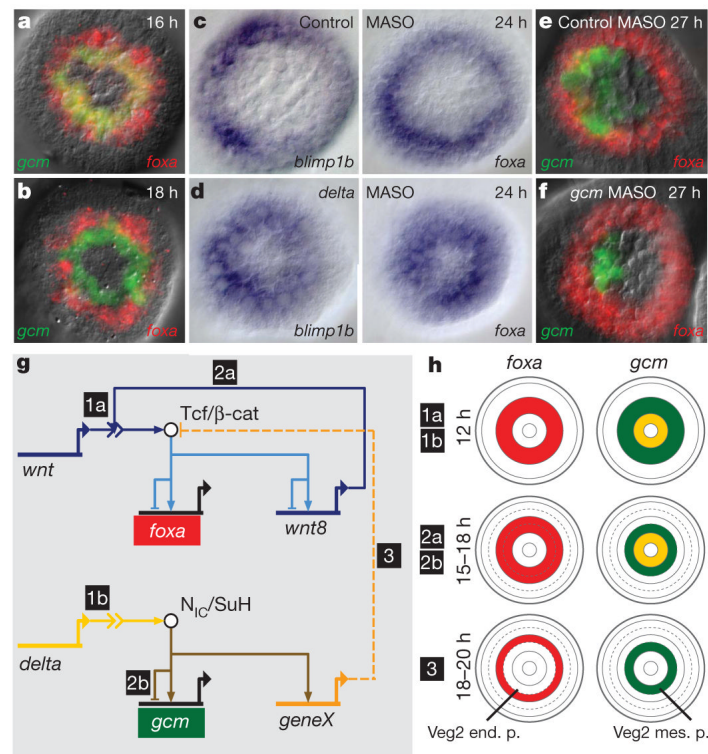 a 16 h
gcm foxa
b 18 h
gcm foxa
c Control MASO 24 h
blimp1b foxa
d delta MASO 24 h
blimp1b foxa
e Control MASO 27 h
gcm foxa
f gcm MASO 27 h
gcm foxa
g
2a
1a
Tcf/β-cat
wnt
foxa
wnt8
3
1b
NIC/SuH
delta
2b
gcm
geneX
h
foxa gcm
1a
1b
12 h
2a
2b
15–18 h
3
18–20 h
Veg2 end. p. Veg2 mes. p.